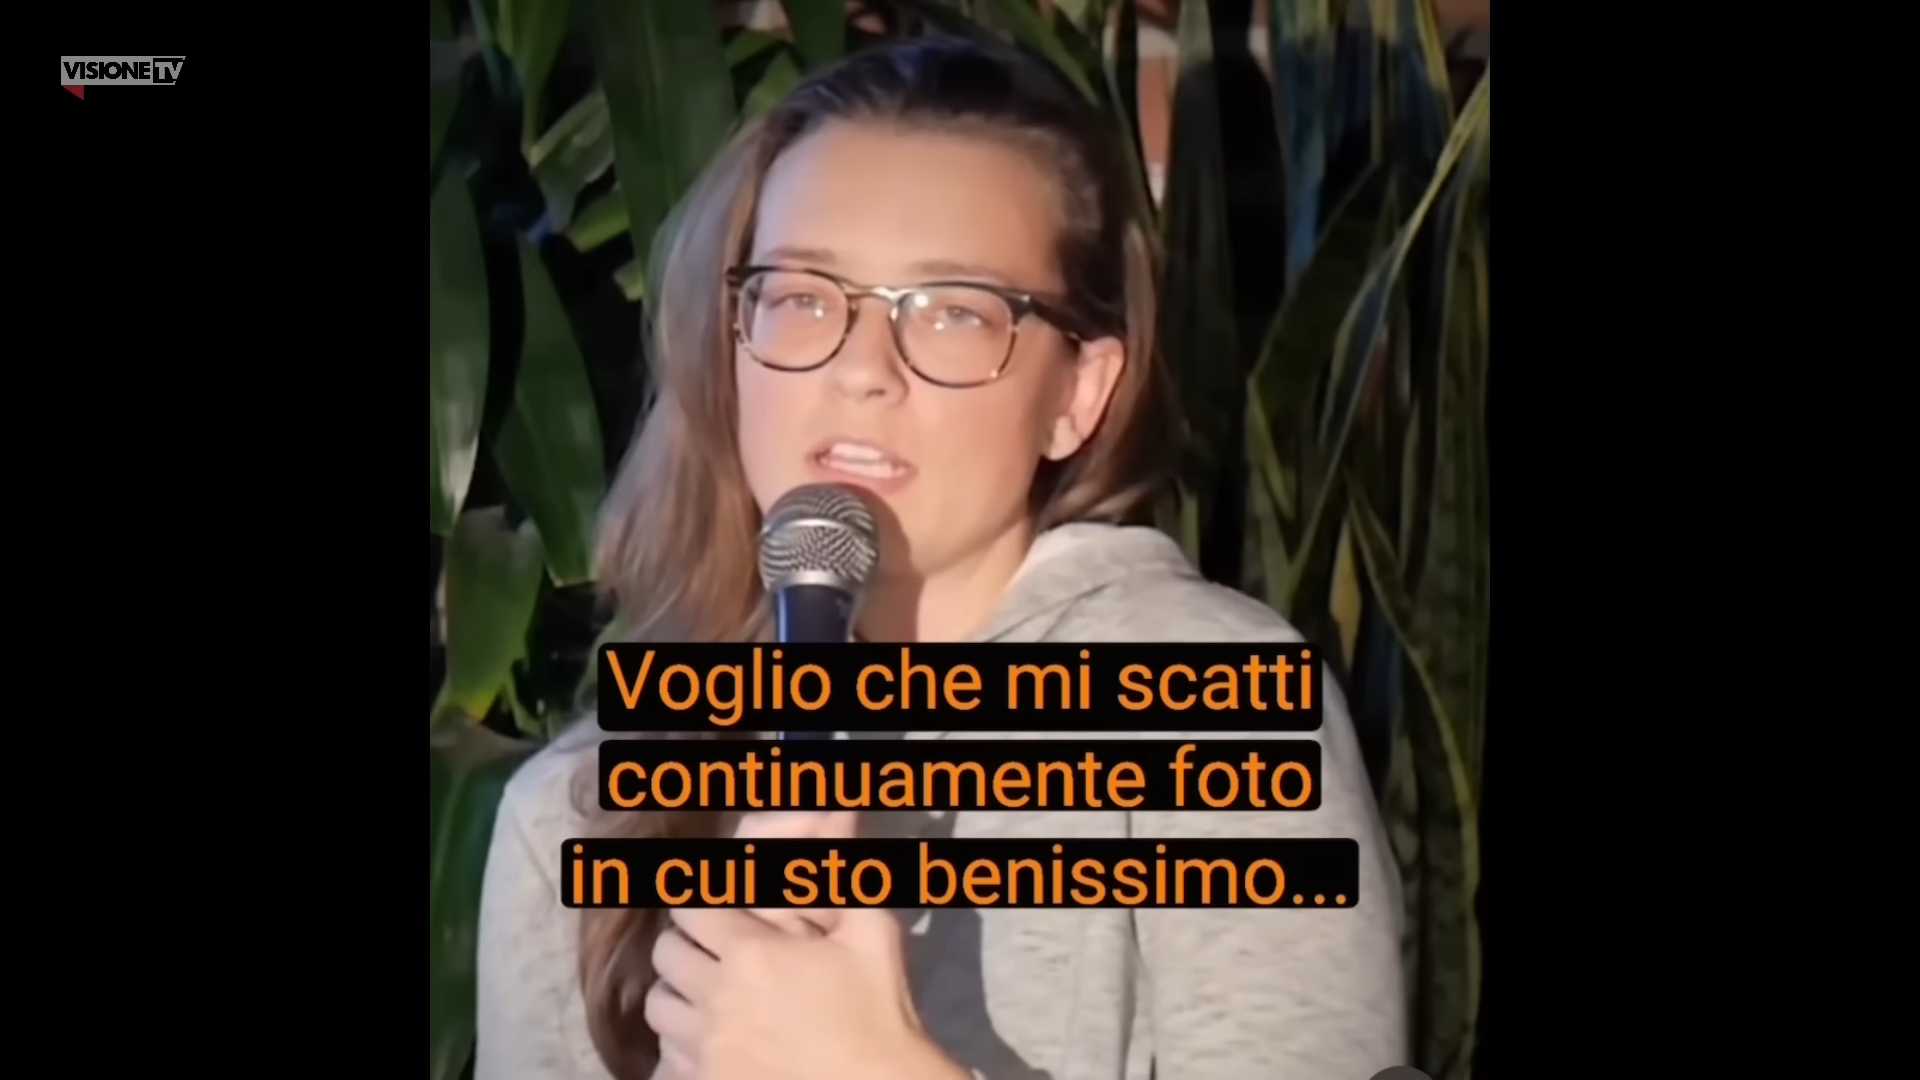 VISIONE TV
Voglio che mi scatti
continuamente foto
in cui sto benissimo...